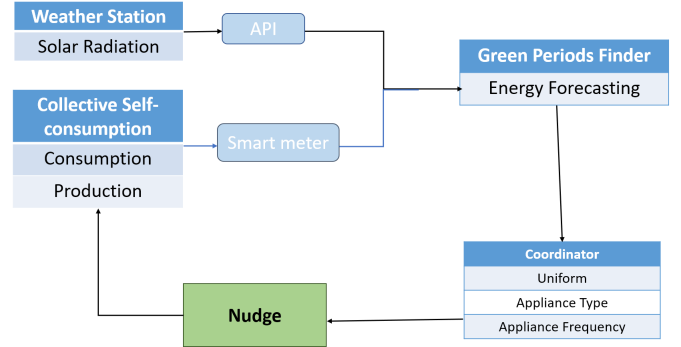 Weather Station
Solar Radiation
API
Green Periods Finder
Energy Forecasting
Collective Self-
consumption
Consumption
Production
Smart meter
Coordinator
Uniform
Appliance Type
Appliance Frequency
Nudge